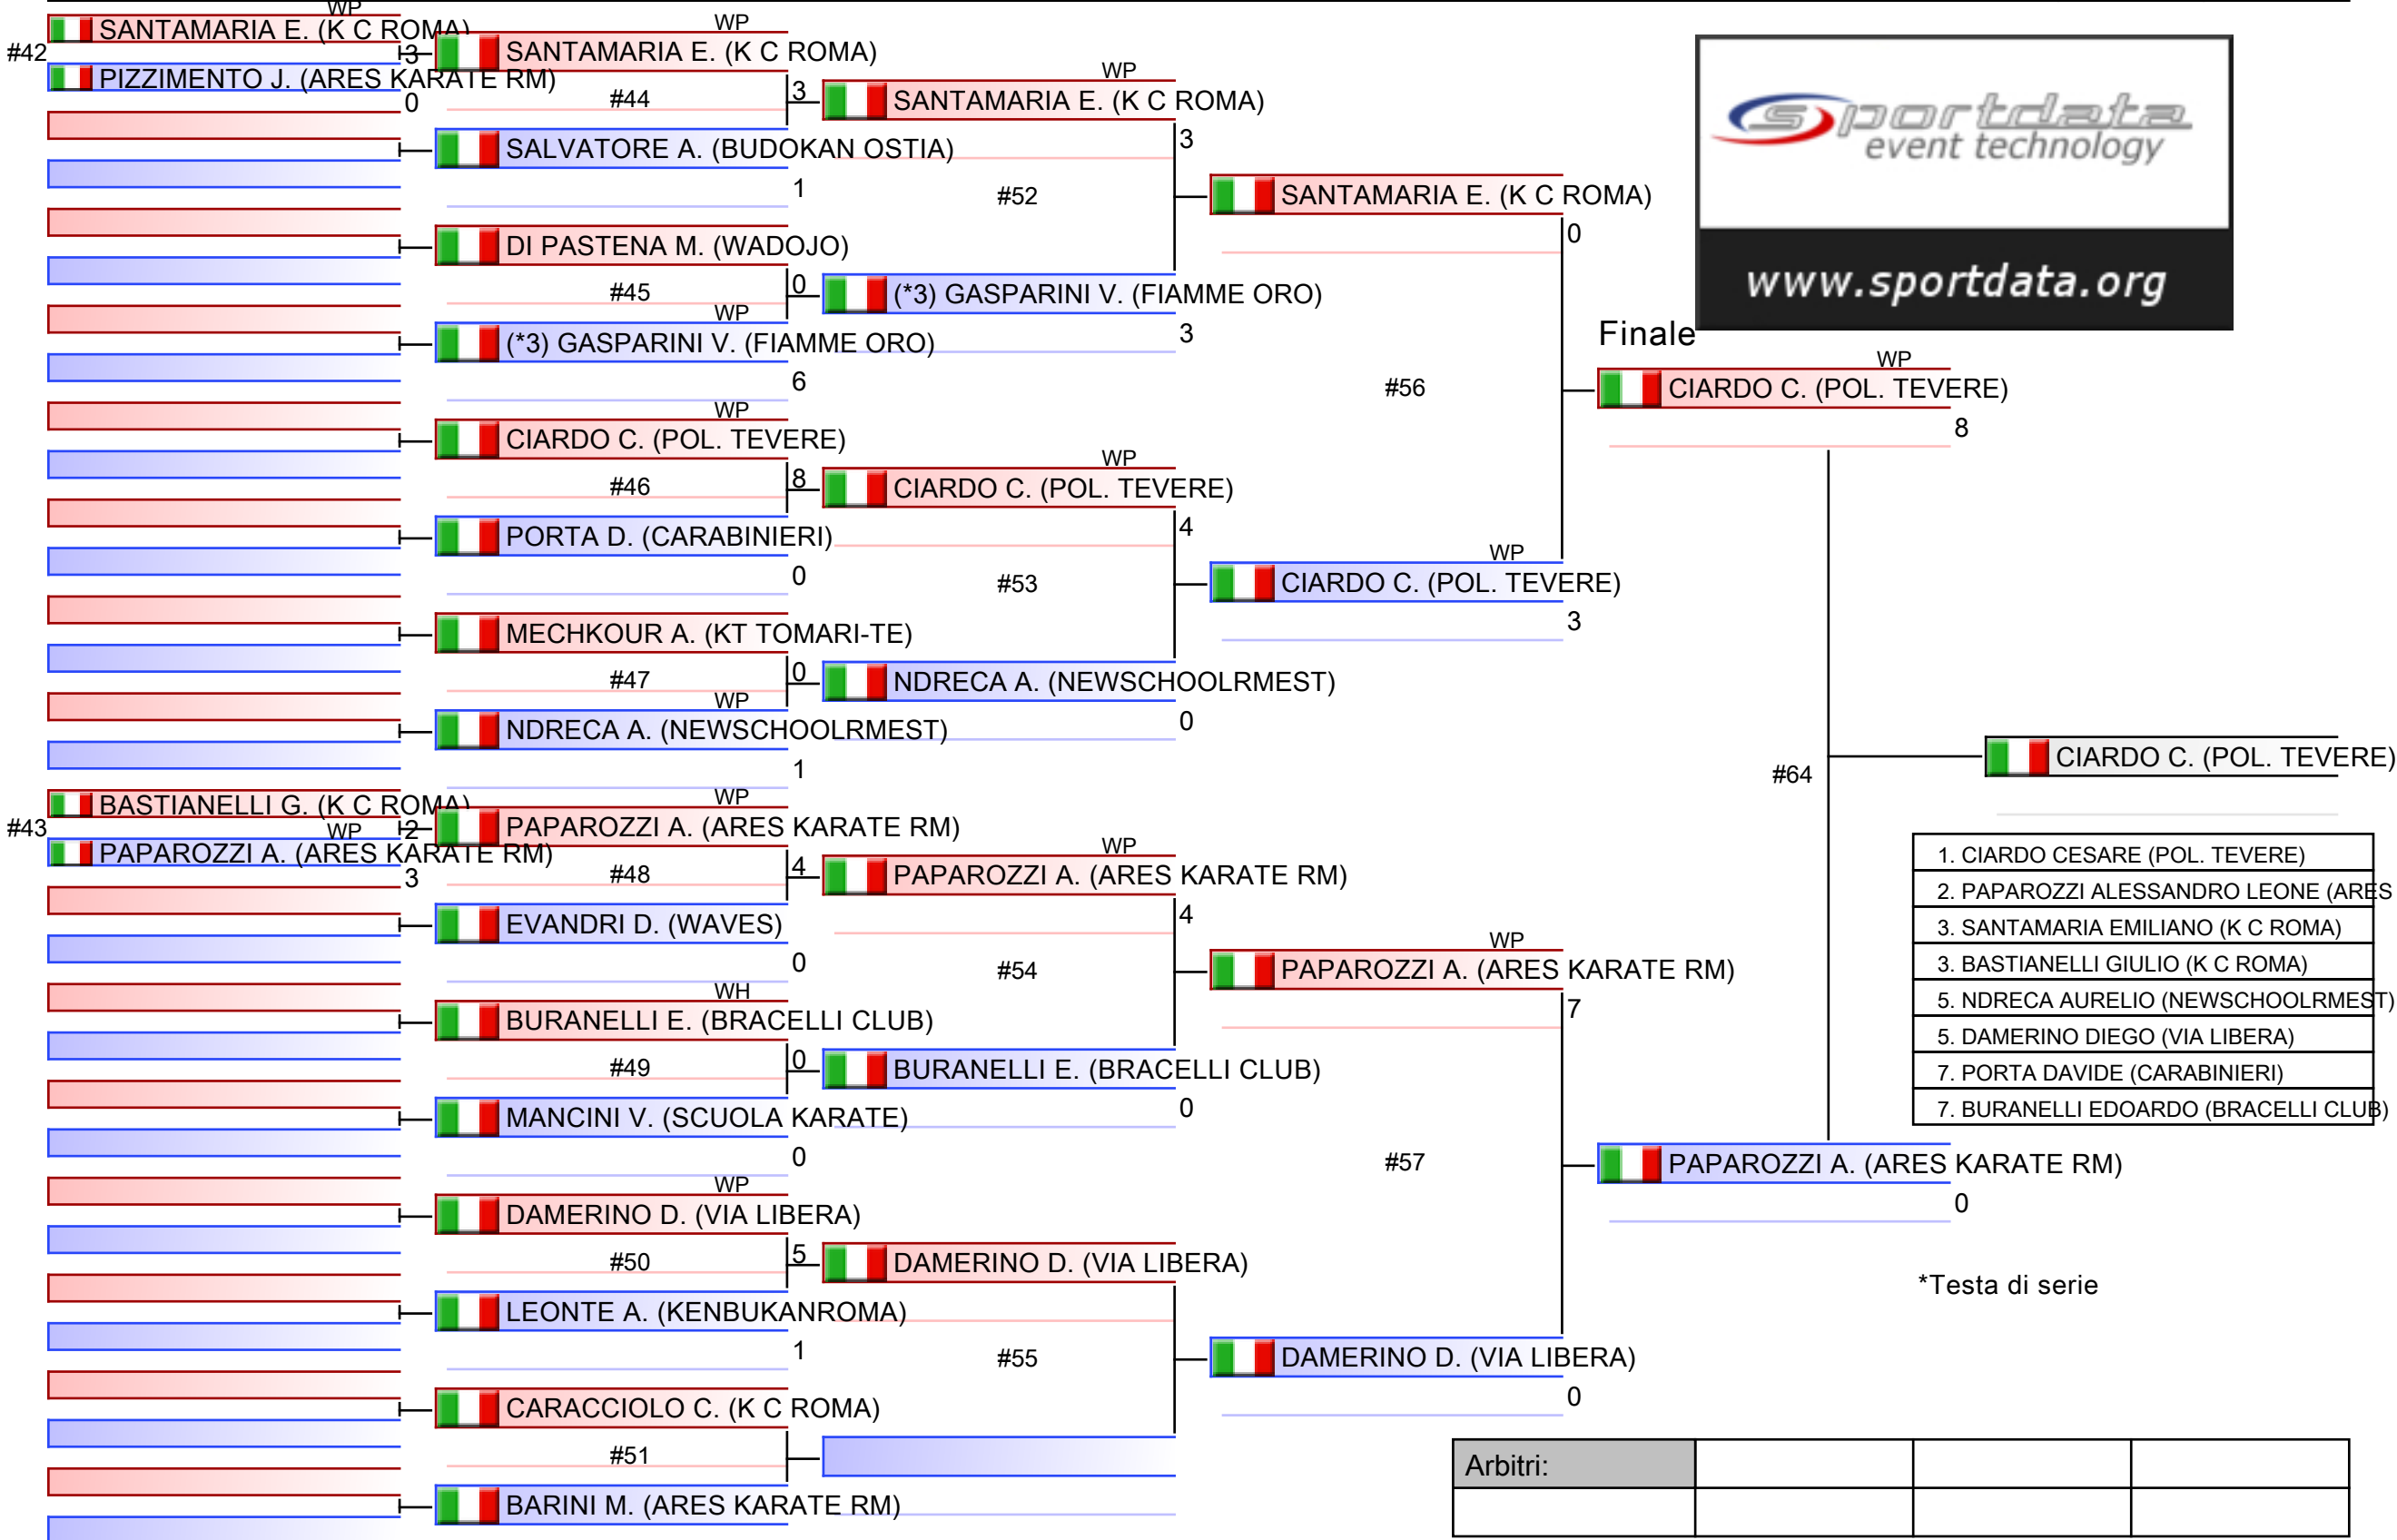 WP
SANTAMARIA E. (K C ROMA)
#42
3
PIZZIMENTO J. (ARES KARATE RM)
0
BASTIANELLI G. (K C ROMA)
#43
2
WP
PAPAROZZI A. (ARES KARATE RM)
3
WP
SANTAMARIA E. (K C ROMA)
#44
3
SALVATORE A. (BUDOKAN OSTIA)
1
DI PASTENA M. (WADOJO)
#45
0
WP
(*3) GASPARINI V. (FIAMME ORO)
6
WP
CIARDO C. (POL. TEVERE)
#46
8
PORTA D. (CARABINIERI)
0
MECHKOUR A. (KT TOMARI-TE)
#47
0
WP
NDRECA A. (NEWSCHOOLRMEST)
1
WP
PAPAROZZI A. (ARES KARATE RM)
#48
4
EVANDRI D. (WAVES)
0
WH
BURANELLI E. (BRACELLI CLUB)
#49
0
MANCINI V. (SCUOLA KARATE)
0
WP
DAMERINO D. (VIA LIBERA)
#50
5
LEONTE A. (KENBUKANROMA)
1
CARACCIOLO C. (K C ROMA)
#51
BARINI M. (ARES KARATE RM)
WP
SANTAMARIA E. (K C ROMA)
3
#52
(*3) GASPARINI V. (FIAMME ORO)
3
WP
CIARDO C. (POL. TEVERE)
4
#53
NDRECA A. (NEWSCHOOLRMEST)
0
WP
PAPAROZZI A. (ARES KARATE RM)
4
#54
BURANELLI E. (BRACELLI CLUB)
0
DAMERINO D. (VIA LIBERA)
#55
SANTAMARIA E. (K C ROMA)
0
#56
WP
CIARDO C. (POL. TEVERE)
3
WP
PAPAROZZI A. (ARES KARATE RM)
7
#57
DAMERINO D. (VIA LIBERA)
0
sportdata
event technology
www.sportdata.org
Finale
WP
CIARDO C. (POL. TEVERE)
8
#64
PAPAROZZI A. (ARES KARATE RM)
0
CIARDO C. (POL. TEVERE)
1. CIARDO CESARE (POL. TEVERE)
2. PAPAROZZI ALESSANDRO LEONE (ARES
3. SANTAMARIA EMILIANO (K C ROMA)
3. BASTIANELLI GIULIO (K C ROMA)
5. NDRECA AURELIO (NEWSCHOOLRMEST)
5. DAMERINO DIEGO (VIA LIBERA)
7. PORTA DAVIDE (CARABINIERI)
7. BURANELLI EDOARDO (BRACELLI CLUB)
*Testa di serie
Arbitri: